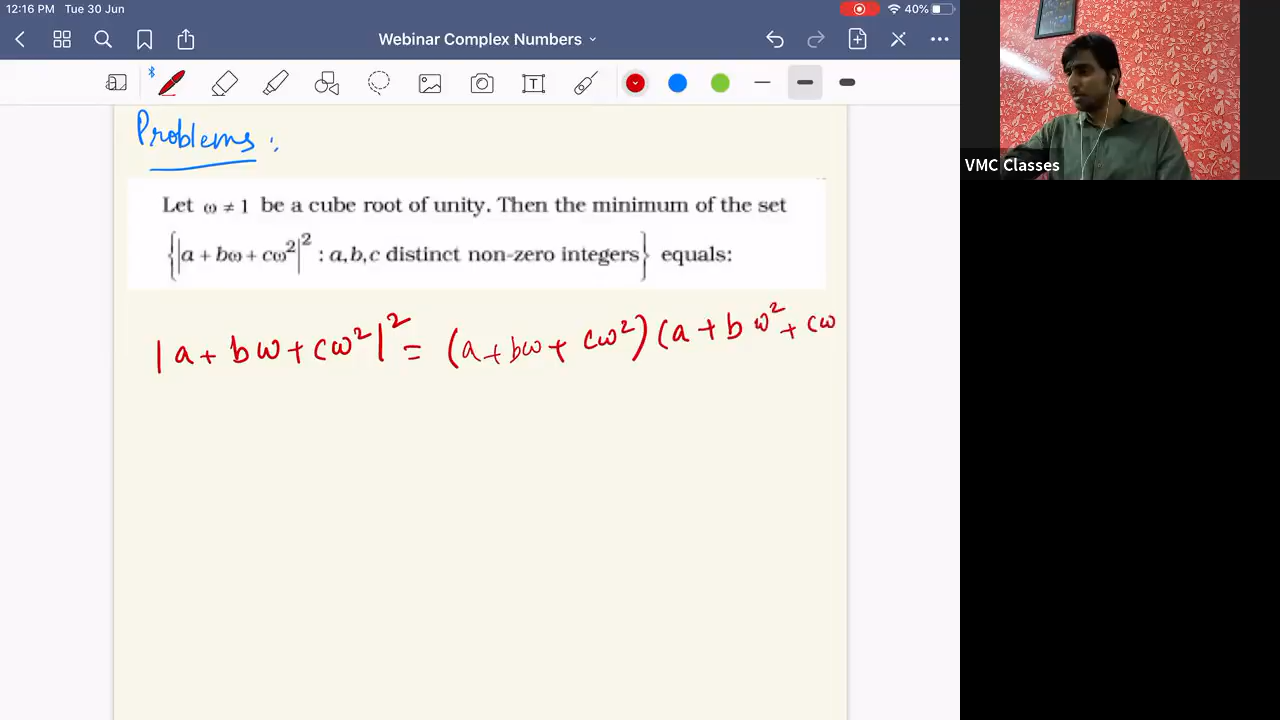 12:16 PM Tue 30 Jun
40%
Webinar Complex Numbers
T
Problems :
VMC Classes
Let ω ≠ 1 be a cube root of unity. Then the minimum of the set
{|a + bω + cω²|² : a,b,c distinct non-zero integers} equals:
|a + bω + cω²|² = (a + bω + cω²)(a + bω² + cω